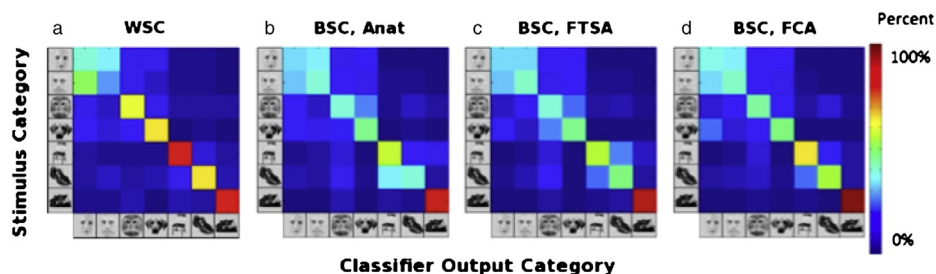 a WSC
b BSC, Anat
c BSC, FTSA
d BSC, FCA
Percent
100%
0%
Stimulus Category
Classifier Output Category